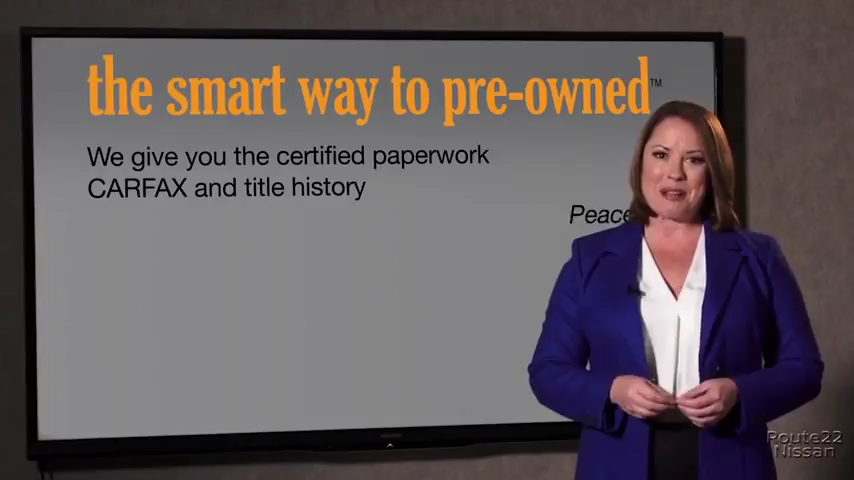 the smart way to pre-owned™
We give you the certified paperwork
CARFAX and title history
Peace
Route22
Nissan